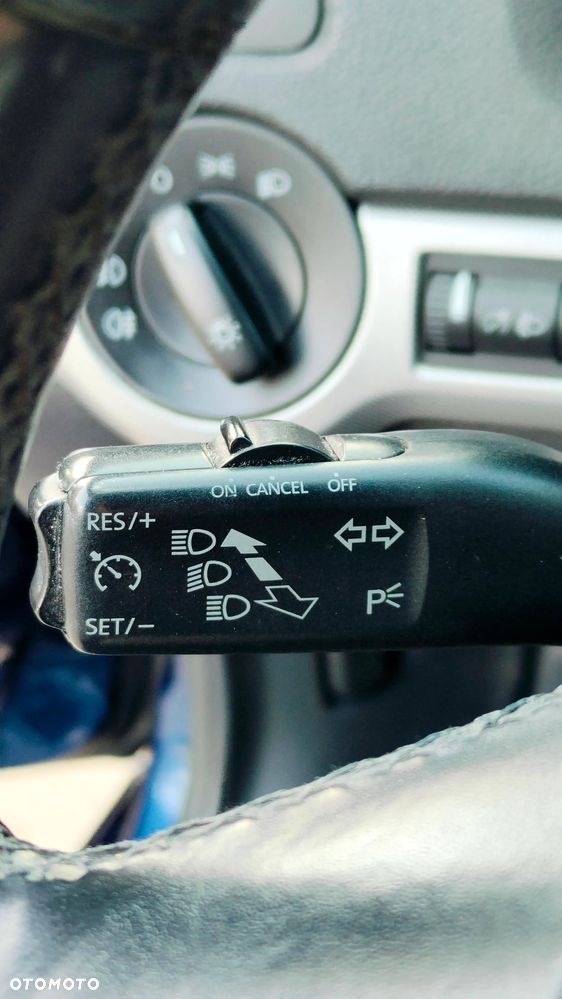 ON CANCEL OFF
RES/+
SET/−
P
OTOMOTO